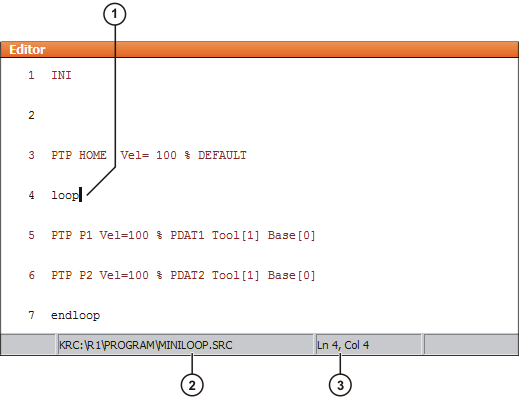 1
Editor
1 INI
2
3 PTP HOME  Vel= 100 % DEFAULT
4 loop
5 PTP P1 Vel=100 % PDAT1 Tool[1] Base[0]
6 PTP P2 Vel=100 % PDAT2 Tool[1] Base[0]
7 endloop
KRC:\R1\PROGRAM\MINILOOP.SRC Ln 4, Col 4
2 3